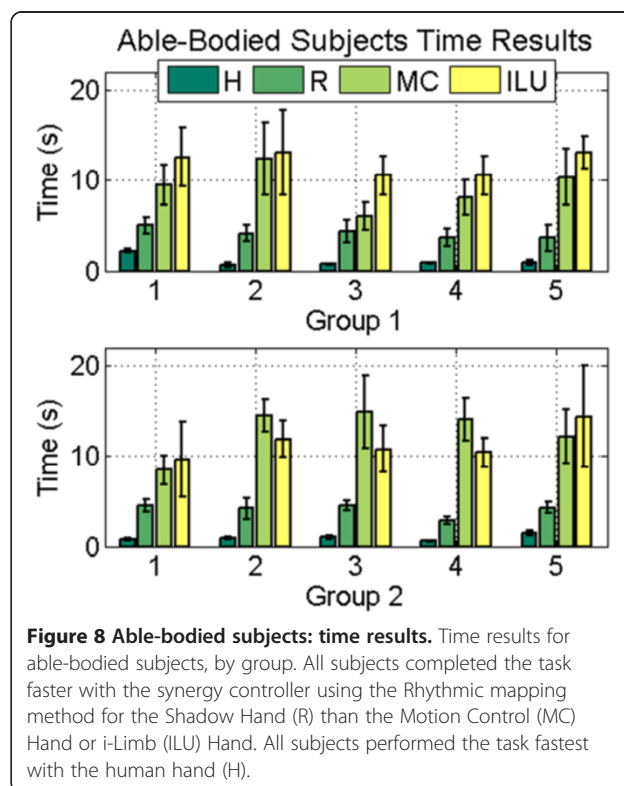 Able-Bodied Subjects Time Results
H R MC ILU
Time (s)
20
10
0
1 2 3 4 5
Group 1
Time (s)
20
10
0
1 2 3 4 5
Group 2
Figure 8 Able-bodied subjects: time results. Time results for
able-bodied subjects, by group. All subjects completed the task
faster with the synergy controller using the Rhythmic mapping
method for the Shadow Hand (R) than the Motion Control (MC)
Hand or i-Limb (ILU) Hand. All subjects performed the task fastest
with the human hand (H).